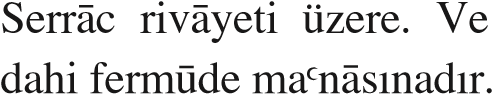 Serrāc rivāyeti üzere. Ve
dahi fermūde maʿnāsınadır.